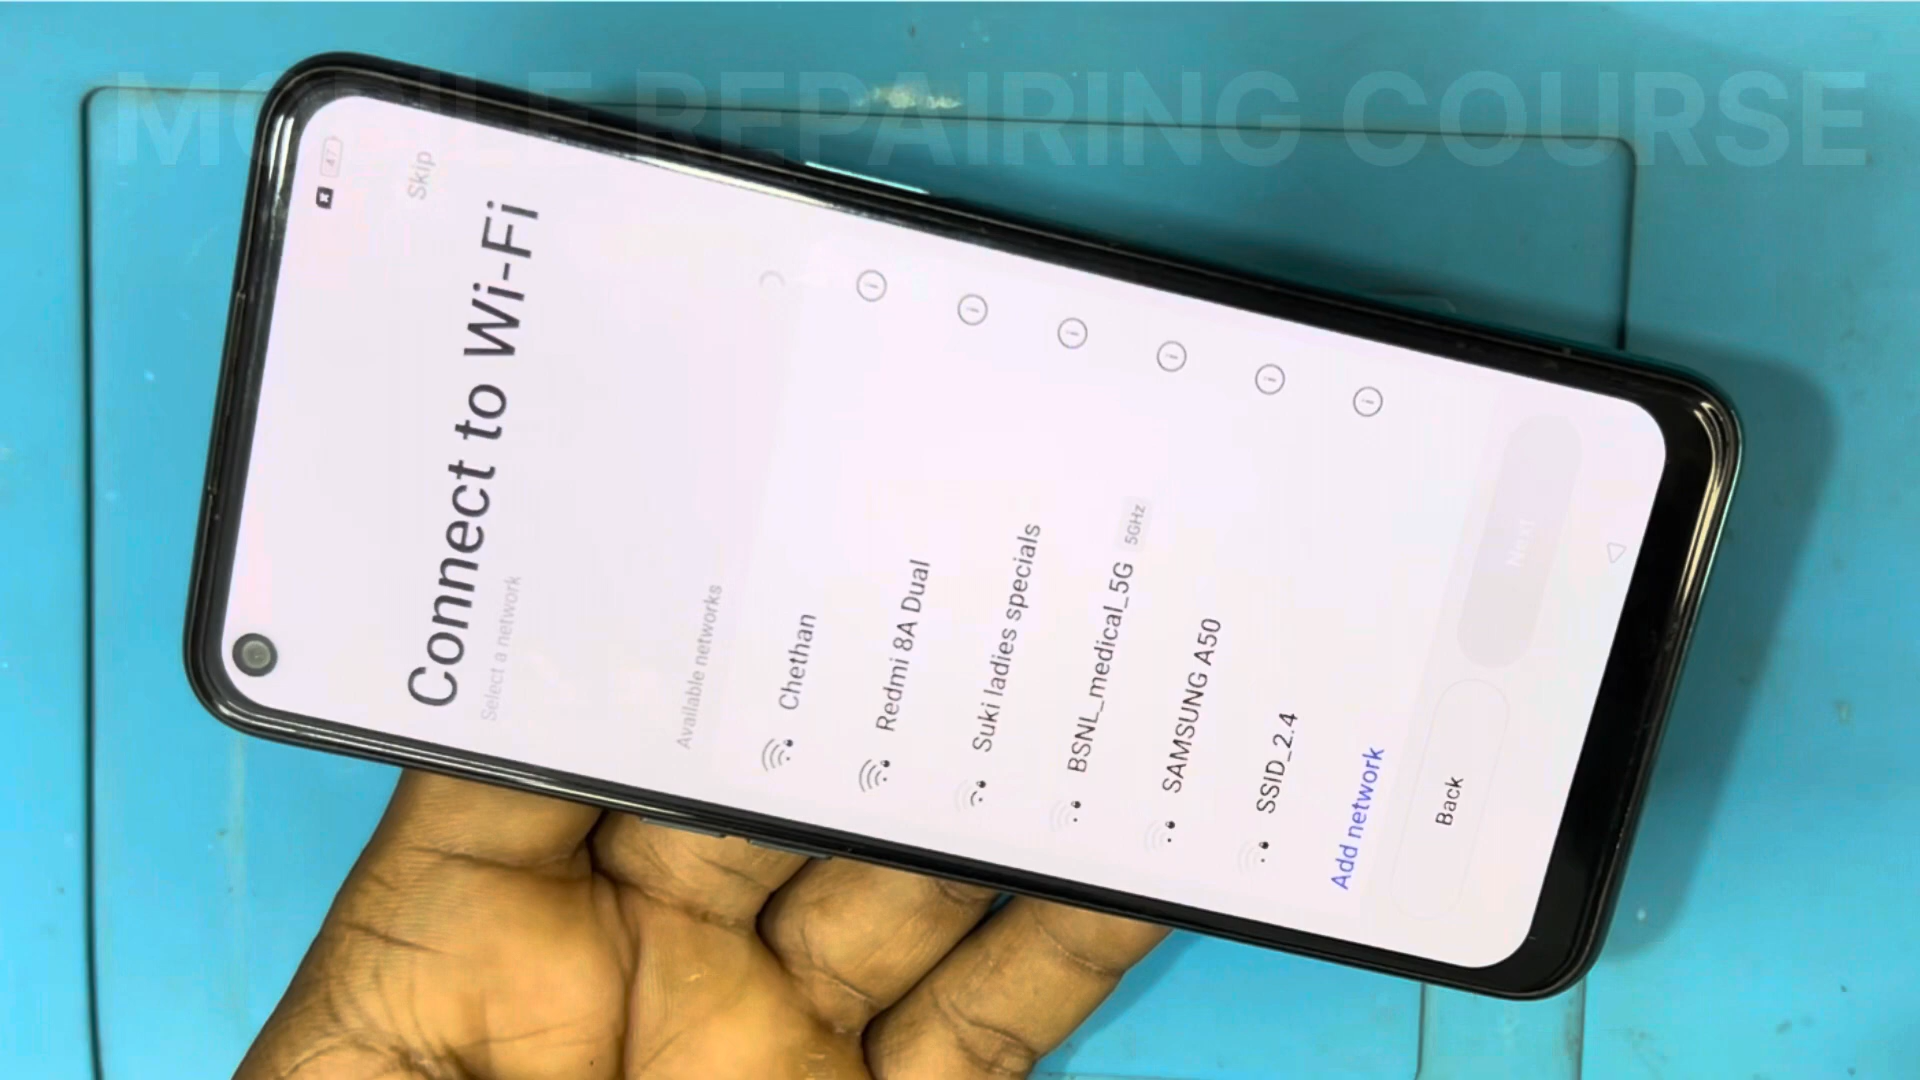 MOBILE REPAIRING COURSE
47
Skip
Connect to Wi-Fi
Select a network
Available networks
Chethan
Redmi 8A Dual
Suki ladies specials
BSNL_medical_5G 5GHz
SAMSUNG A50
SSID_2.4
Add network
Back Next